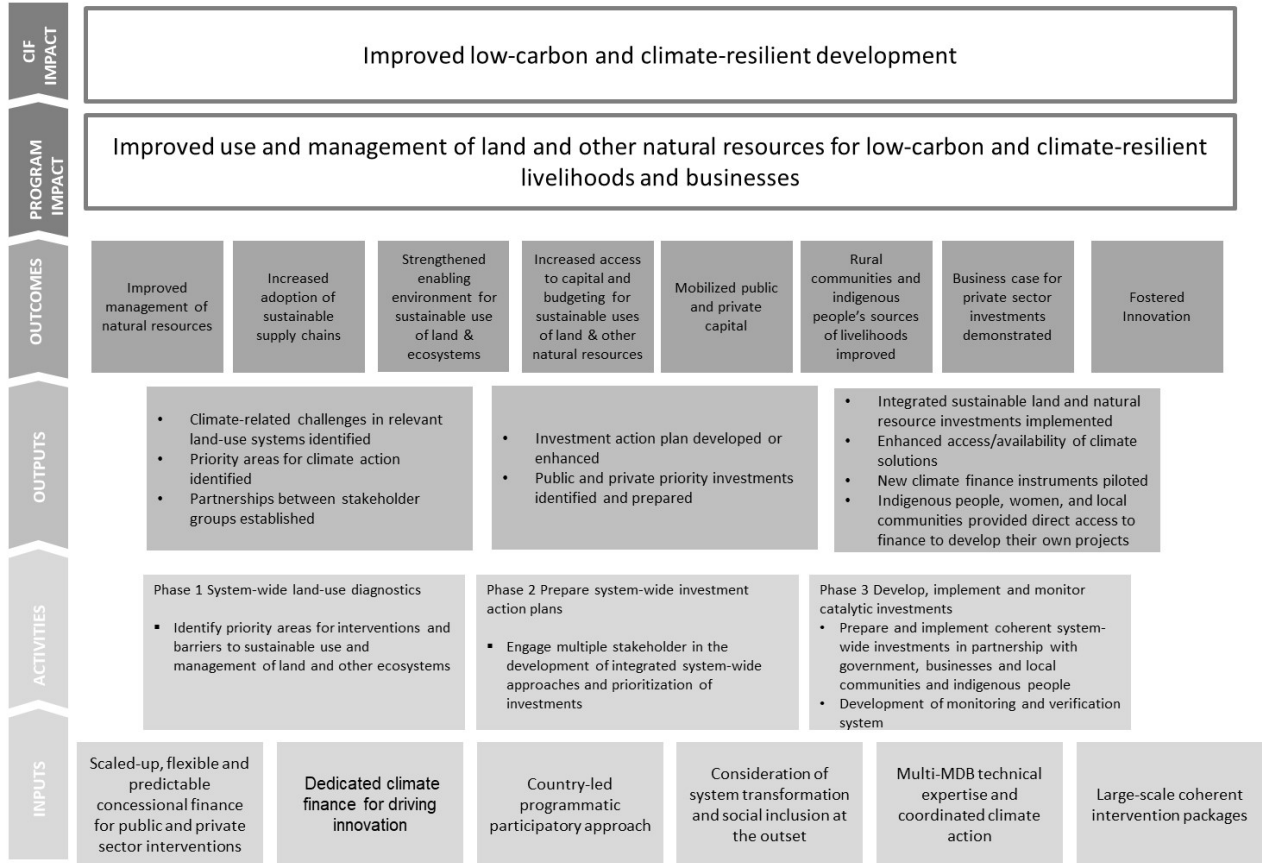 CIF
IMPACT
Improved low-carbon and climate-resilient development
PROGRAM
IMPACT
Improved use and management of land and other natural resources for low-carbon and climate-resilient
livelihoods and businesses
OUTCOMES
Improved
management of
natural resources
Increased
adoption of
sustainable
supply chains
Strengthened
enabling
environment for
sustainable use
of land &
ecosystems
Increased access
to capital and
budgeting for
sustainable uses
of land & other
natural resources
Mobilized public
and private
capital
Rural
communities and
indigenous
people's sources
of livelihoods
improved
Business case for
private sector
investments
demonstrated
Fostered
Innovation
OUTPUTS
• Climate-related challenges in relevant
land-use systems identified
• Priority areas for climate action
identified
• Partnerships between stakeholder
groups established
• Investment action plan developed or
enhanced
• Public and private priority investments
identified and prepared
• Integrated sustainable land and natural
resource investments implemented
• Enhanced access/availability of climate
solutions
• New climate finance instruments piloted
• Indigenous people, women, and local
communities provided direct access to
finance to develop their own projects
ACTIVITIES
Phase 1 System-wide land-use diagnostics
▪ Identify priority areas for interventions and
barriers to sustainable use and
management of land and other ecosystems
Phase 2 Prepare system-wide investment
action plans
▪ Engage multiple stakeholder in the
development of integrated system-wide
approaches and prioritization of
investments
Phase 3 Develop, implement and monitor
catalytic investments
• Prepare and implement coherent system-
wide investments in partnership with
government, businesses and local
communities and indigenous people
• Development of monitoring and verification
system
INPUTS
Scaled-up, flexible and
predictable
concessional finance
for public and private
sector interventions
Dedicated climate
finance for driving
innovation
Country-led
programmatic
participatory approach
Consideration of
system transformation
and social inclusion at
the outset
Multi-MDB technical
expertise and
coordinated climate
action
Large-scale coherent
intervention packages